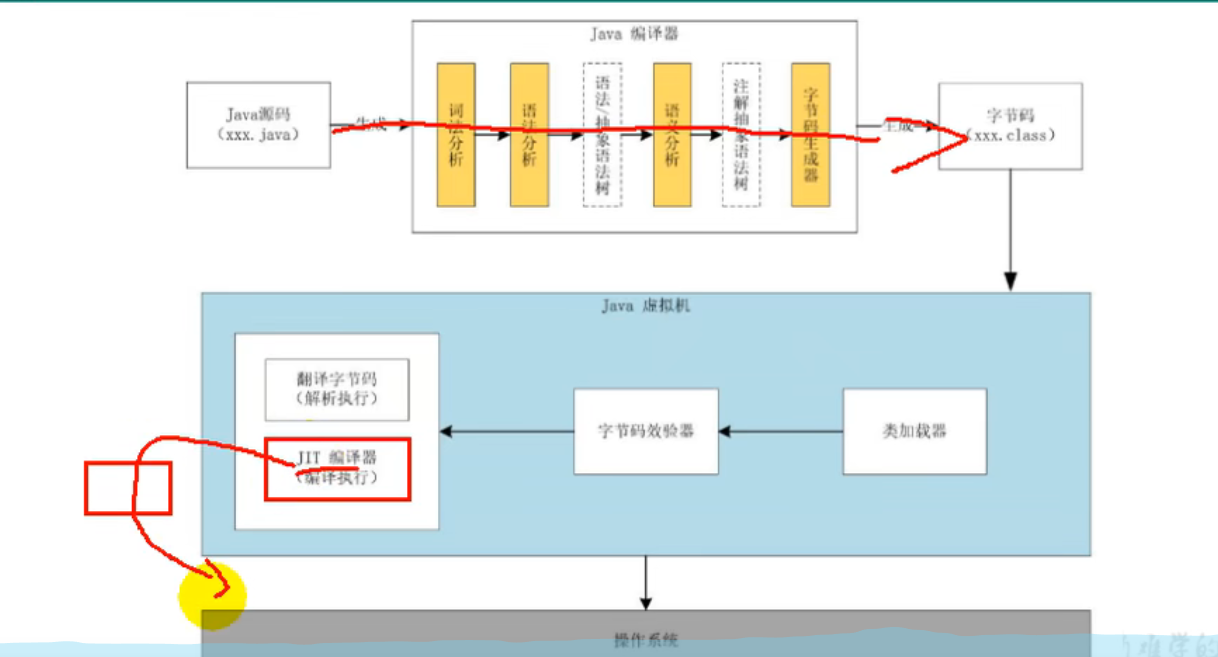 Java 编译器
Java源码
（xxx.java）
生成
词法分析
语法分析
语法/抽象语法树
语义分析
注解抽象语法树
字节码生成器
生成
字节码
（xxx.class）
Java 虚拟机
翻译字节码
（解析执行）
JIT 编译器
（编译执行）
字节码效验器
类加载器
操作系统
难学的